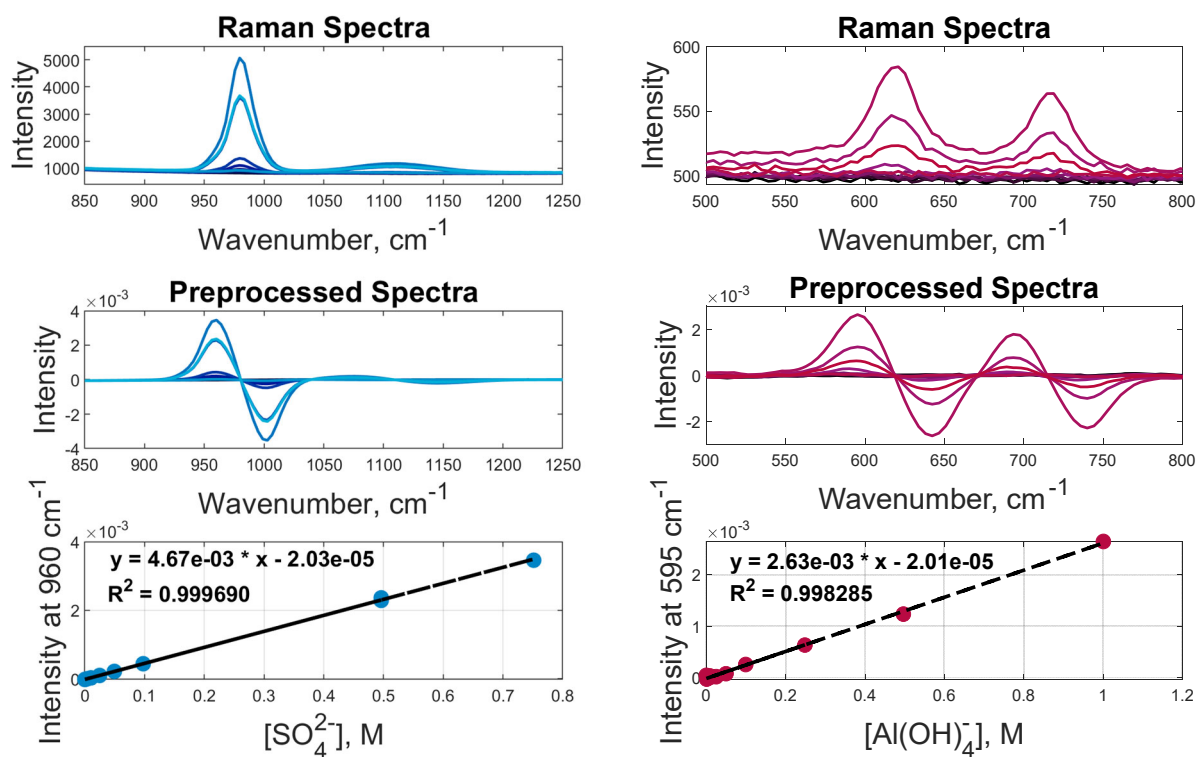 Raman Spectra
Intensity
5000
4000
3000
2000
1000
850 900 950 1000 1050 1100 1150 1200 1250
Wavenumber, cm⁻¹
Preprocessed Spectra
×10⁻³
Intensity
4
2
0
-2
-4
850 900 950 1000 1050 1100 1150 1200 1250
Wavenumber, cm⁻¹
×10⁻³
Intensity at 960 cm⁻¹
y = 4.67e-03 * x - 2.03e-05
R² = 0.999690
4
2
0
0 0.1 0.2 0.3 0.4 0.5 0.6 0.7 0.8
[SO₄²⁻], M
Raman Spectra
Intensity
600
550
500
500 550 600 650 700 750 800
Wavenumber, cm⁻¹
Preprocessed Spectra
×10⁻³
Intensity
2
0
-2
500 550 600 650 700 750 800
Wavenumber, cm⁻¹
×10⁻³
Intensity at 595 cm⁻¹
y = 2.63e-03 * x - 2.01e-05
R² = 0.998285
2
1
0
0 0.2 0.4 0.6 0.8 1 1.2
[Al(OH)₄⁻], M